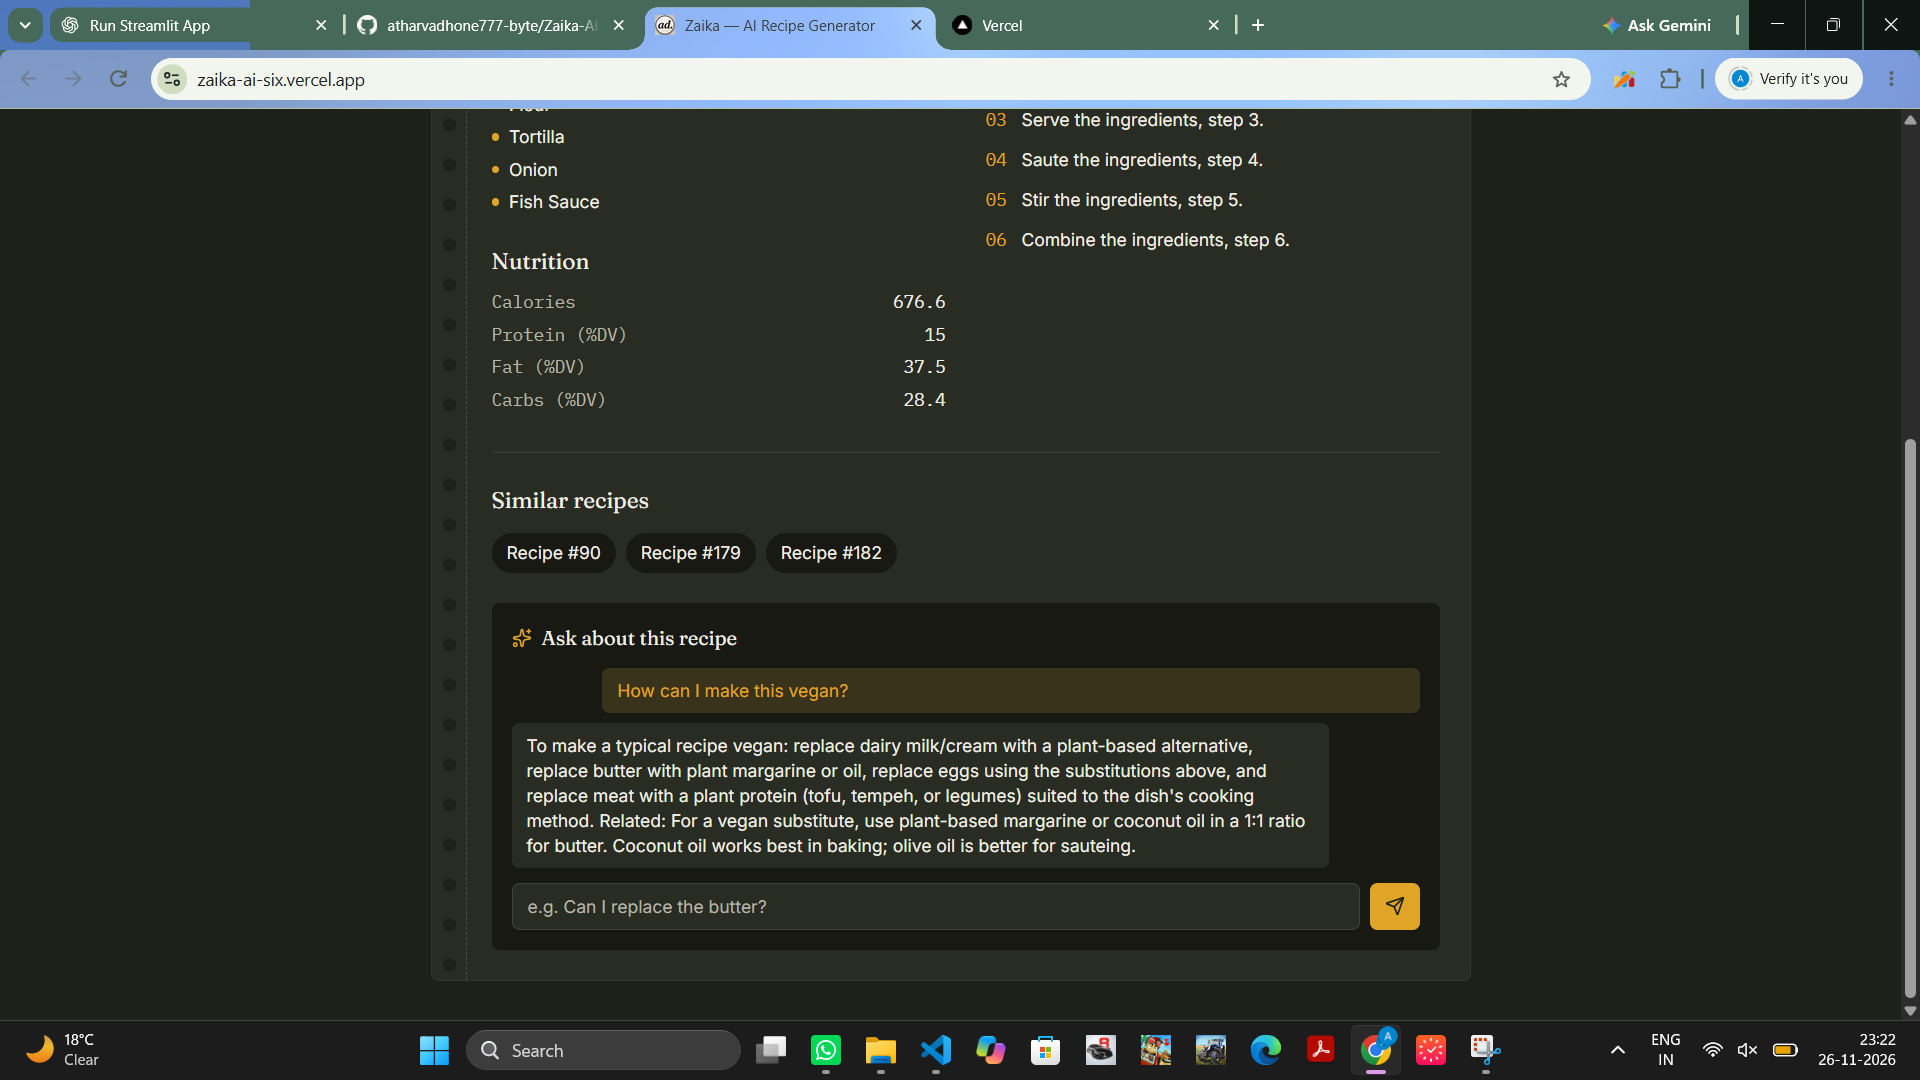 Run Streamlit App
atharvadhone777-byte/Zaika-AI
Zaika — AI Recipe Generator
Vercel
Ask Gemini
zaika-ai-six.vercel.app
Verify it's you
Tortilla
Onion
Fish Sauce
03 Serve the ingredients, step 3.
04 Saute the ingredients, step 4.
05 Stir the ingredients, step 5.
06 Combine the ingredients, step 6.
Nutrition
Calories 676.6
Protein (%DV) 15
Fat (%DV) 37.5
Carbs (%DV) 28.4
Similar recipes
Recipe #90 Recipe #179 Recipe #182
Ask about this recipe
How can I make this vegan?
To make a typical recipe vegan: replace dairy milk/cream with a plant-based alternative,
replace butter with plant margarine or oil, replace eggs using the substitutions above, and
replace meat with a plant protein (tofu, tempeh, or legumes) suited to the dish's cooking
method. Related: For a vegan substitute, use plant-based margarine or coconut oil in a 1:1 ratio
for butter. Coconut oil works best in baking; olive oil is better for sauteing.
e.g. Can I replace the butter?
18°C
Clear
Search
ENG
IN
23:22
26-11-2026